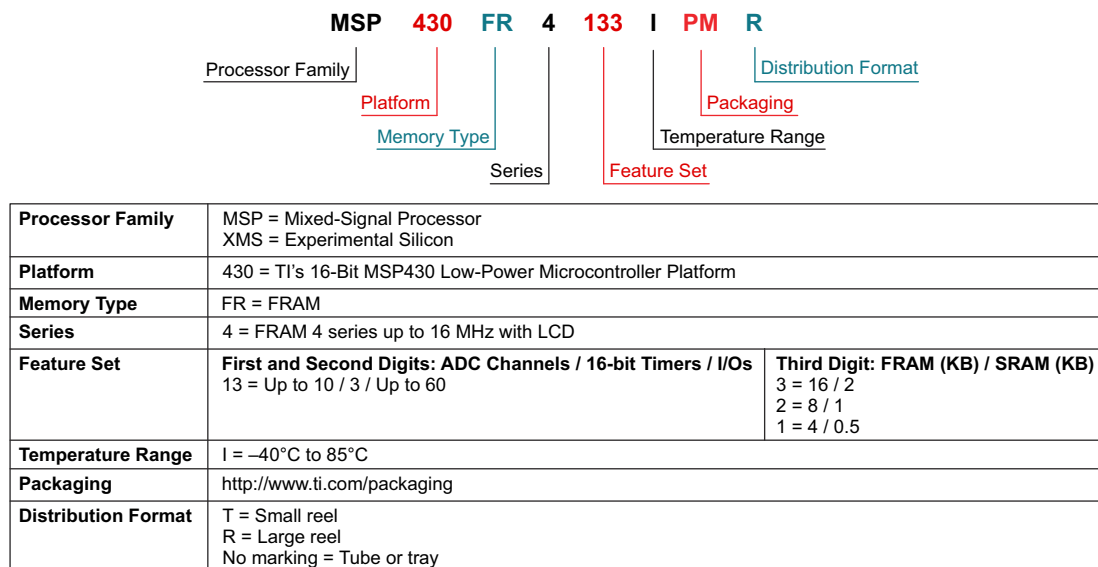 MSP 430 FR 4 133 I PM R
Processor Family
Distribution Format
Platform
Packaging
Memory Type
Temperature Range
Series
Feature Set
Processor Family
MSP = Mixed-Signal Processor
XMS = Experimental Silicon
Platform
430 = TI's 16-Bit MSP430 Low-Power Microcontroller Platform
Memory Type
FR = FRAM
Series
4 = FRAM 4 series up to 16 MHz with LCD
Feature Set
First and Second Digits: ADC Channels / 16-bit Timers / I/Os
13 = Up to 10 / 3 / Up to 60
Third Digit: FRAM (KB) / SRAM (KB)
3 = 16 / 2
2 = 8 / 1
1 = 4 / 0.5
Temperature Range
I = –40°C to 85°C
Packaging
http://www.ti.com/packaging
Distribution Format
T = Small reel
R = Large reel
No marking = Tube or tray